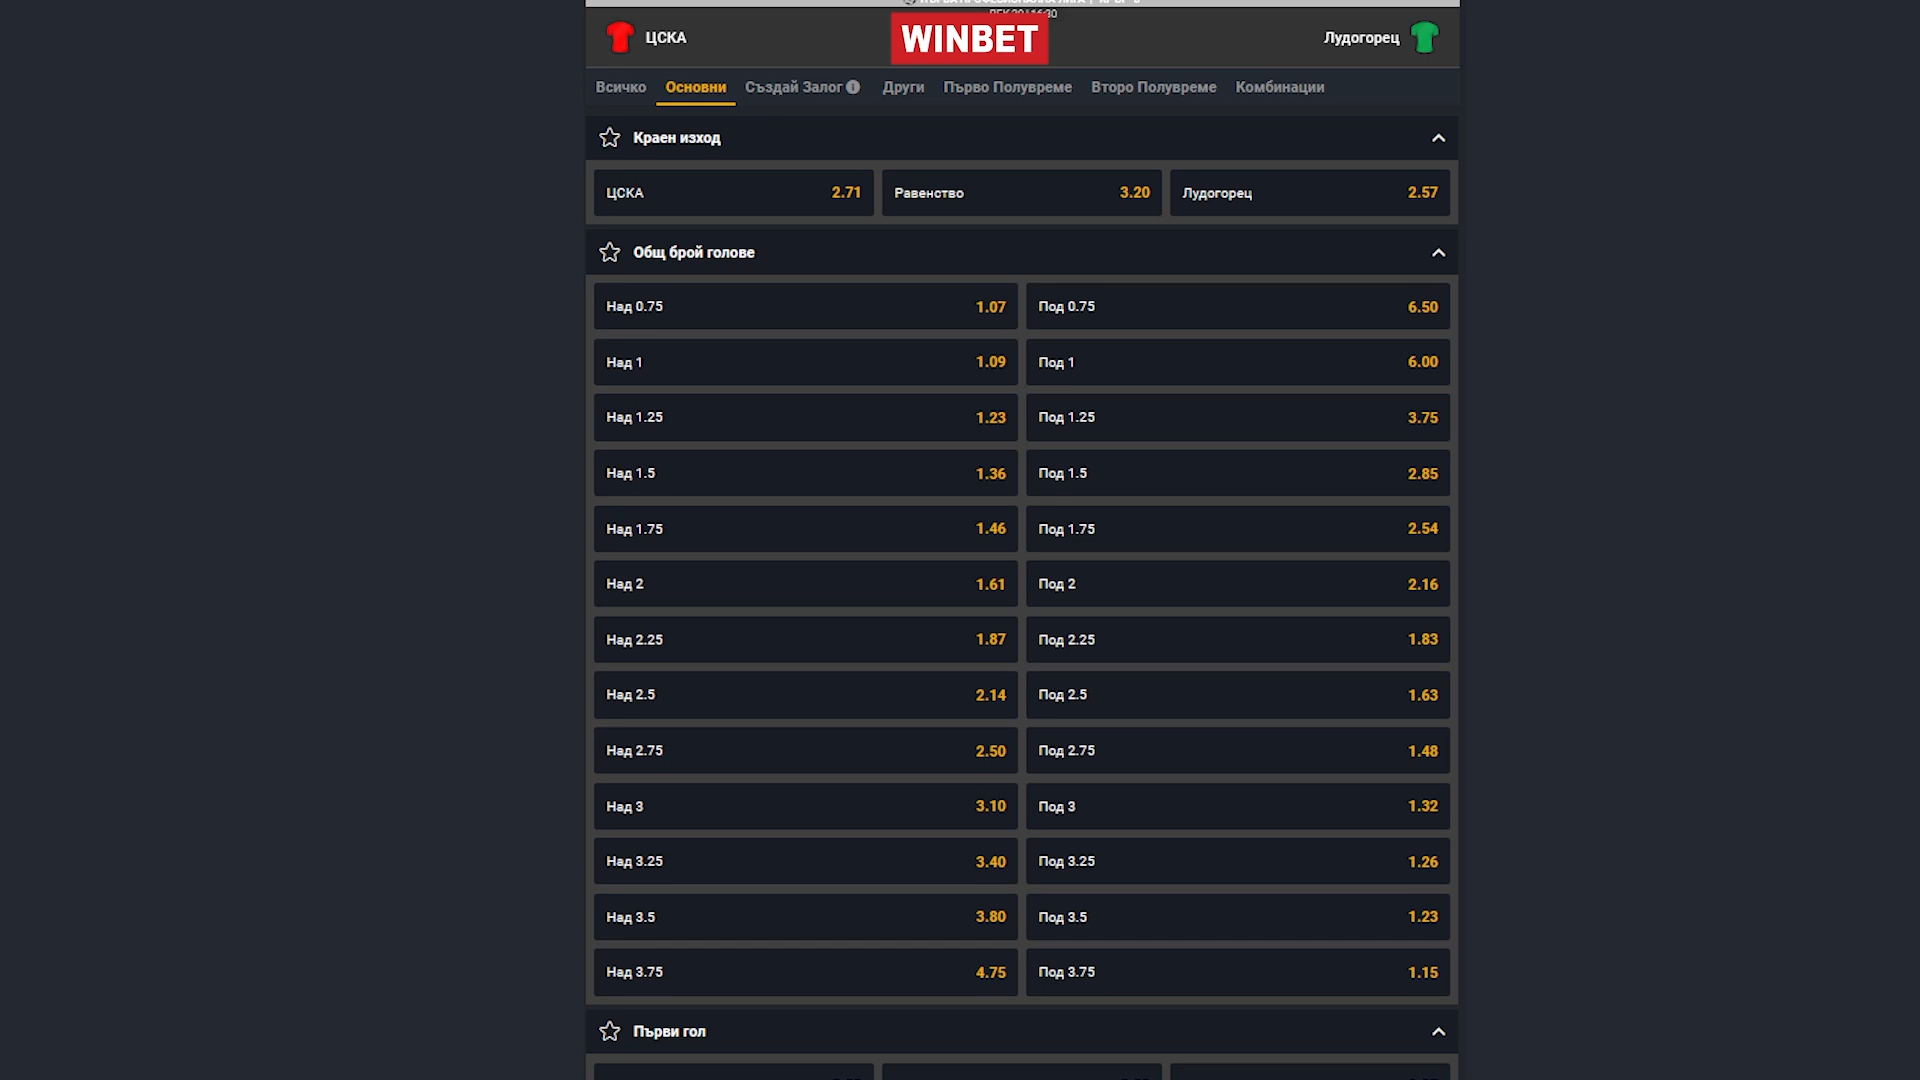 ЦСКА
WINBET
Лудогорец
Всичко Основни Създай Залог Други Първо Полувреме Второ Полувреме Комбинации
Краен изход
ЦСКА 2.71 Равенство 3.20 Лудогорец 2.57
Общ брой голове
Над 0.75 1.07 Под 0.75 6.50
Над 1 1.09 Под 1 6.00
Над 1.25 1.23 Под 1.25 3.75
Над 1.5 1.36 Под 1.5 2.85
Над 1.75 1.46 Под 1.75 2.54
Над 2 1.61 Под 2 2.16
Над 2.25 1.87 Под 2.25 1.83
Над 2.5 2.14 Под 2.5 1.63
Над 2.75 2.50 Под 2.75 1.48
Над 3 3.10 Под 3 1.32
Над 3.25 3.40 Под 3.25 1.26
Над 3.5 3.80 Под 3.5 1.23
Над 3.75 4.75 Под 3.75 1.15
Първи гол